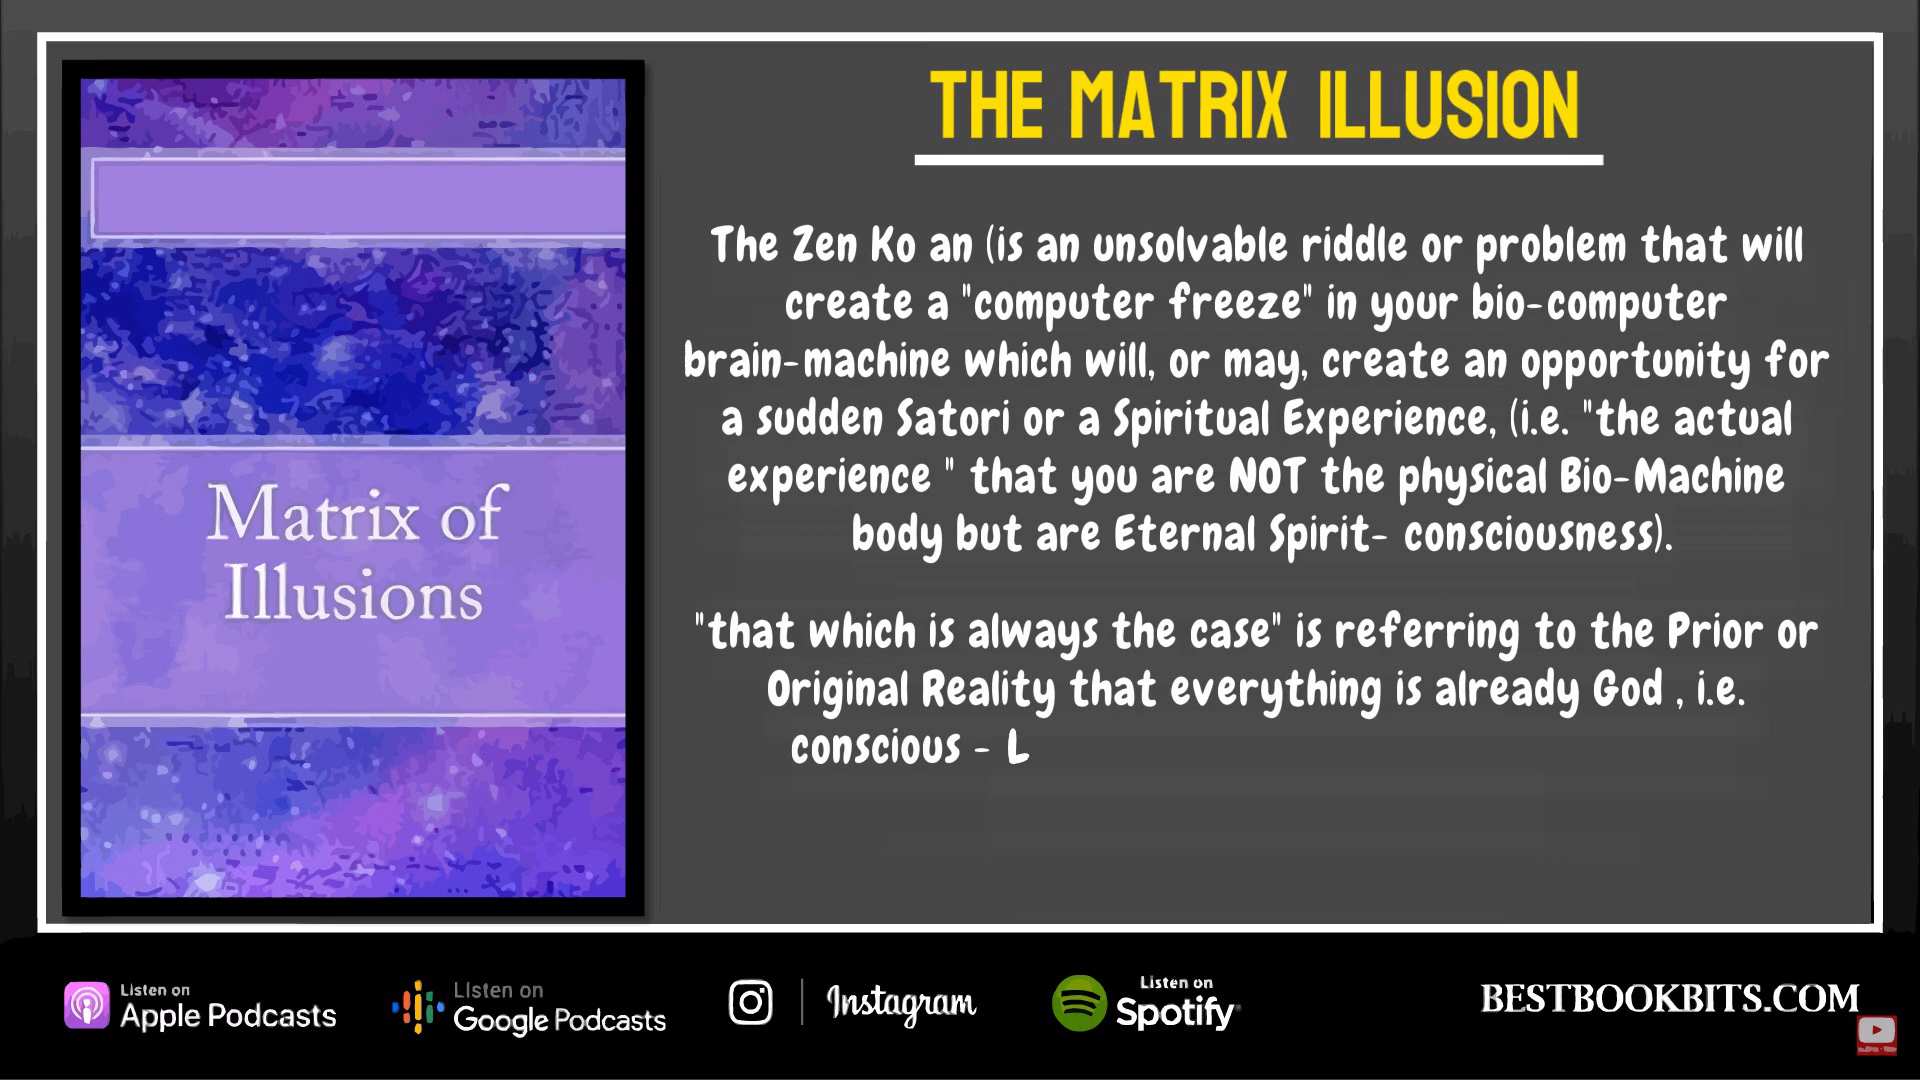 THE MATRIX ILLUSION
Matrix of
Illusions
The Zen Ko an (is an unsolvable riddle or problem that will
create a "computer freeze" in your bio-computer
brain-machine which will, or may, create an opportunity for
a sudden Satori or a Spiritual Experience, (i.e. "the actual
experience " that you are NOT the physical Bio-Machine
body but are Eternal Spirit- consciousness).
"that which is always the case" is referring to the Prior or
Original Reality that everything is already God , i.e.
conscious - L
Listen on
Apple Podcasts
Listen on
Google Podcasts
Instagram
Listen on
Spotify
BESTBOOKBITS.COM